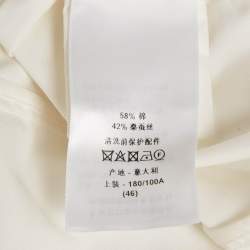 58% 棉
42% 桑蚕丝
清洗前保护配件
产地 - 意大利
上装 - 180/100A
(46)